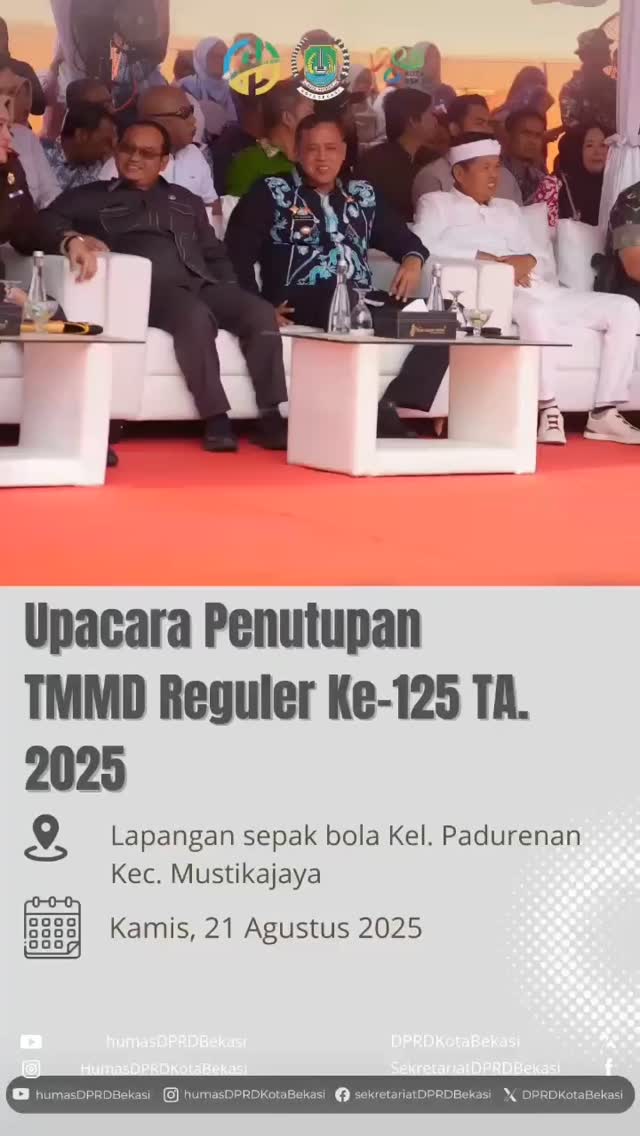 Upacara Penutupan
TMMD Reguler Ke-125 TA.
2025
Lapangan sepak bola Kel. Padurenan
Kec. Mustikajaya
Kamis, 21 Agustus 2025
humasDPRDBekasi DPRDKotaBekasi
HumasDPRDKotaBekasi SekretariatDPRDBekasi
humasDPRDBekasi humasDPRDKotaBekasi sekretariatDPRDBekasi DPRDKotaBekasi